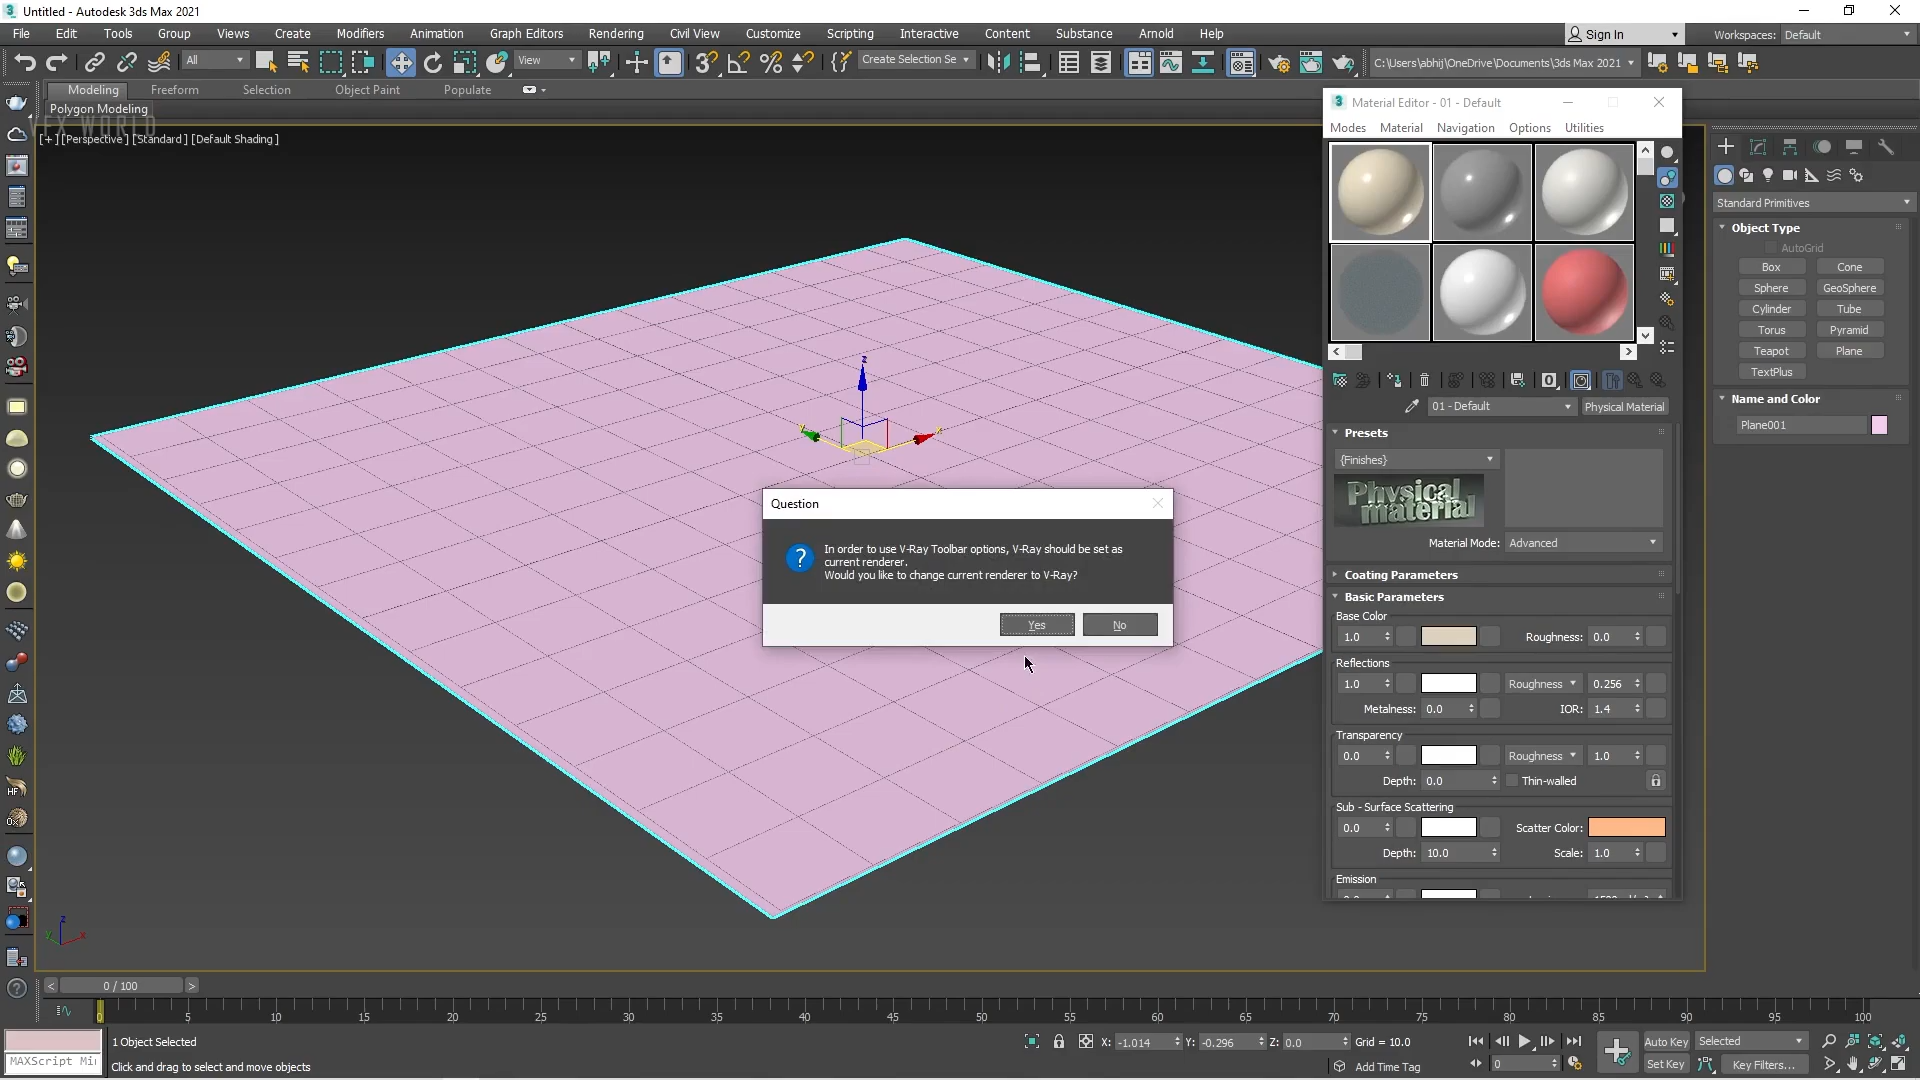 Untitled - Autodesk 3ds Max 2021
File Edit Tools Group Views Create Modifiers Animation Graph Editors Rendering Civil View Customize Scripting Interactive Content Substance Arnold Help
Sign In
Workspaces: Default
All
View
Create Selection Se
C:\Users\abhij\OneDrive\Documents\3ds Max 2021
Modeling Freeform Selection Object Paint Populate
Polygon Modeling
VFX WORLD
[+] [Perspective] [Standard] [Default Shading]
Material Editor - 01 - Default
Modes Material Navigation Options Utilities
01 - Default
Physical Material
Presets
{Finishes}
Physical material
Material Mode: Advanced
Coating Parameters
Basic Parameters
Base Color
1.0
Roughness: 0.0
Reflections
1.0
Roughness 0.256
Metalness: 0.0
IOR: 1.4
Transparency
0.0
Roughness 1.0
Depth: 0.0
Thin-walled
Sub - Surface Scattering
0.0
Scatter Color:
Depth: 10.0
Scale: 1.0
Emission
Standard Primitives
Object Type
AutoGrid
Box Cone
Sphere GeoSphere
Cylinder Tube
Torus Pyramid
Teapot Plane
TextPlus
Name and Color
Plane001
z
Question
In order to use V-Ray Toolbar options, V-Ray should be set as
current renderer.
Would you like to change current renderer to V-Ray?
Yes No
HF
z
y x
< 0 / 100 >
0 5 10 15 20 25 30 35 40 45 50 55 60 65 70 75 80 85 90 95 100
MAXScript Mi
1 Object Selected
Click and drag to select and move objects
X: -1.014 Y: -0.296 Z: 0.0 Grid = 10.0
Add Time Tag
0
Auto Key Selected
Set Key Key Filters...